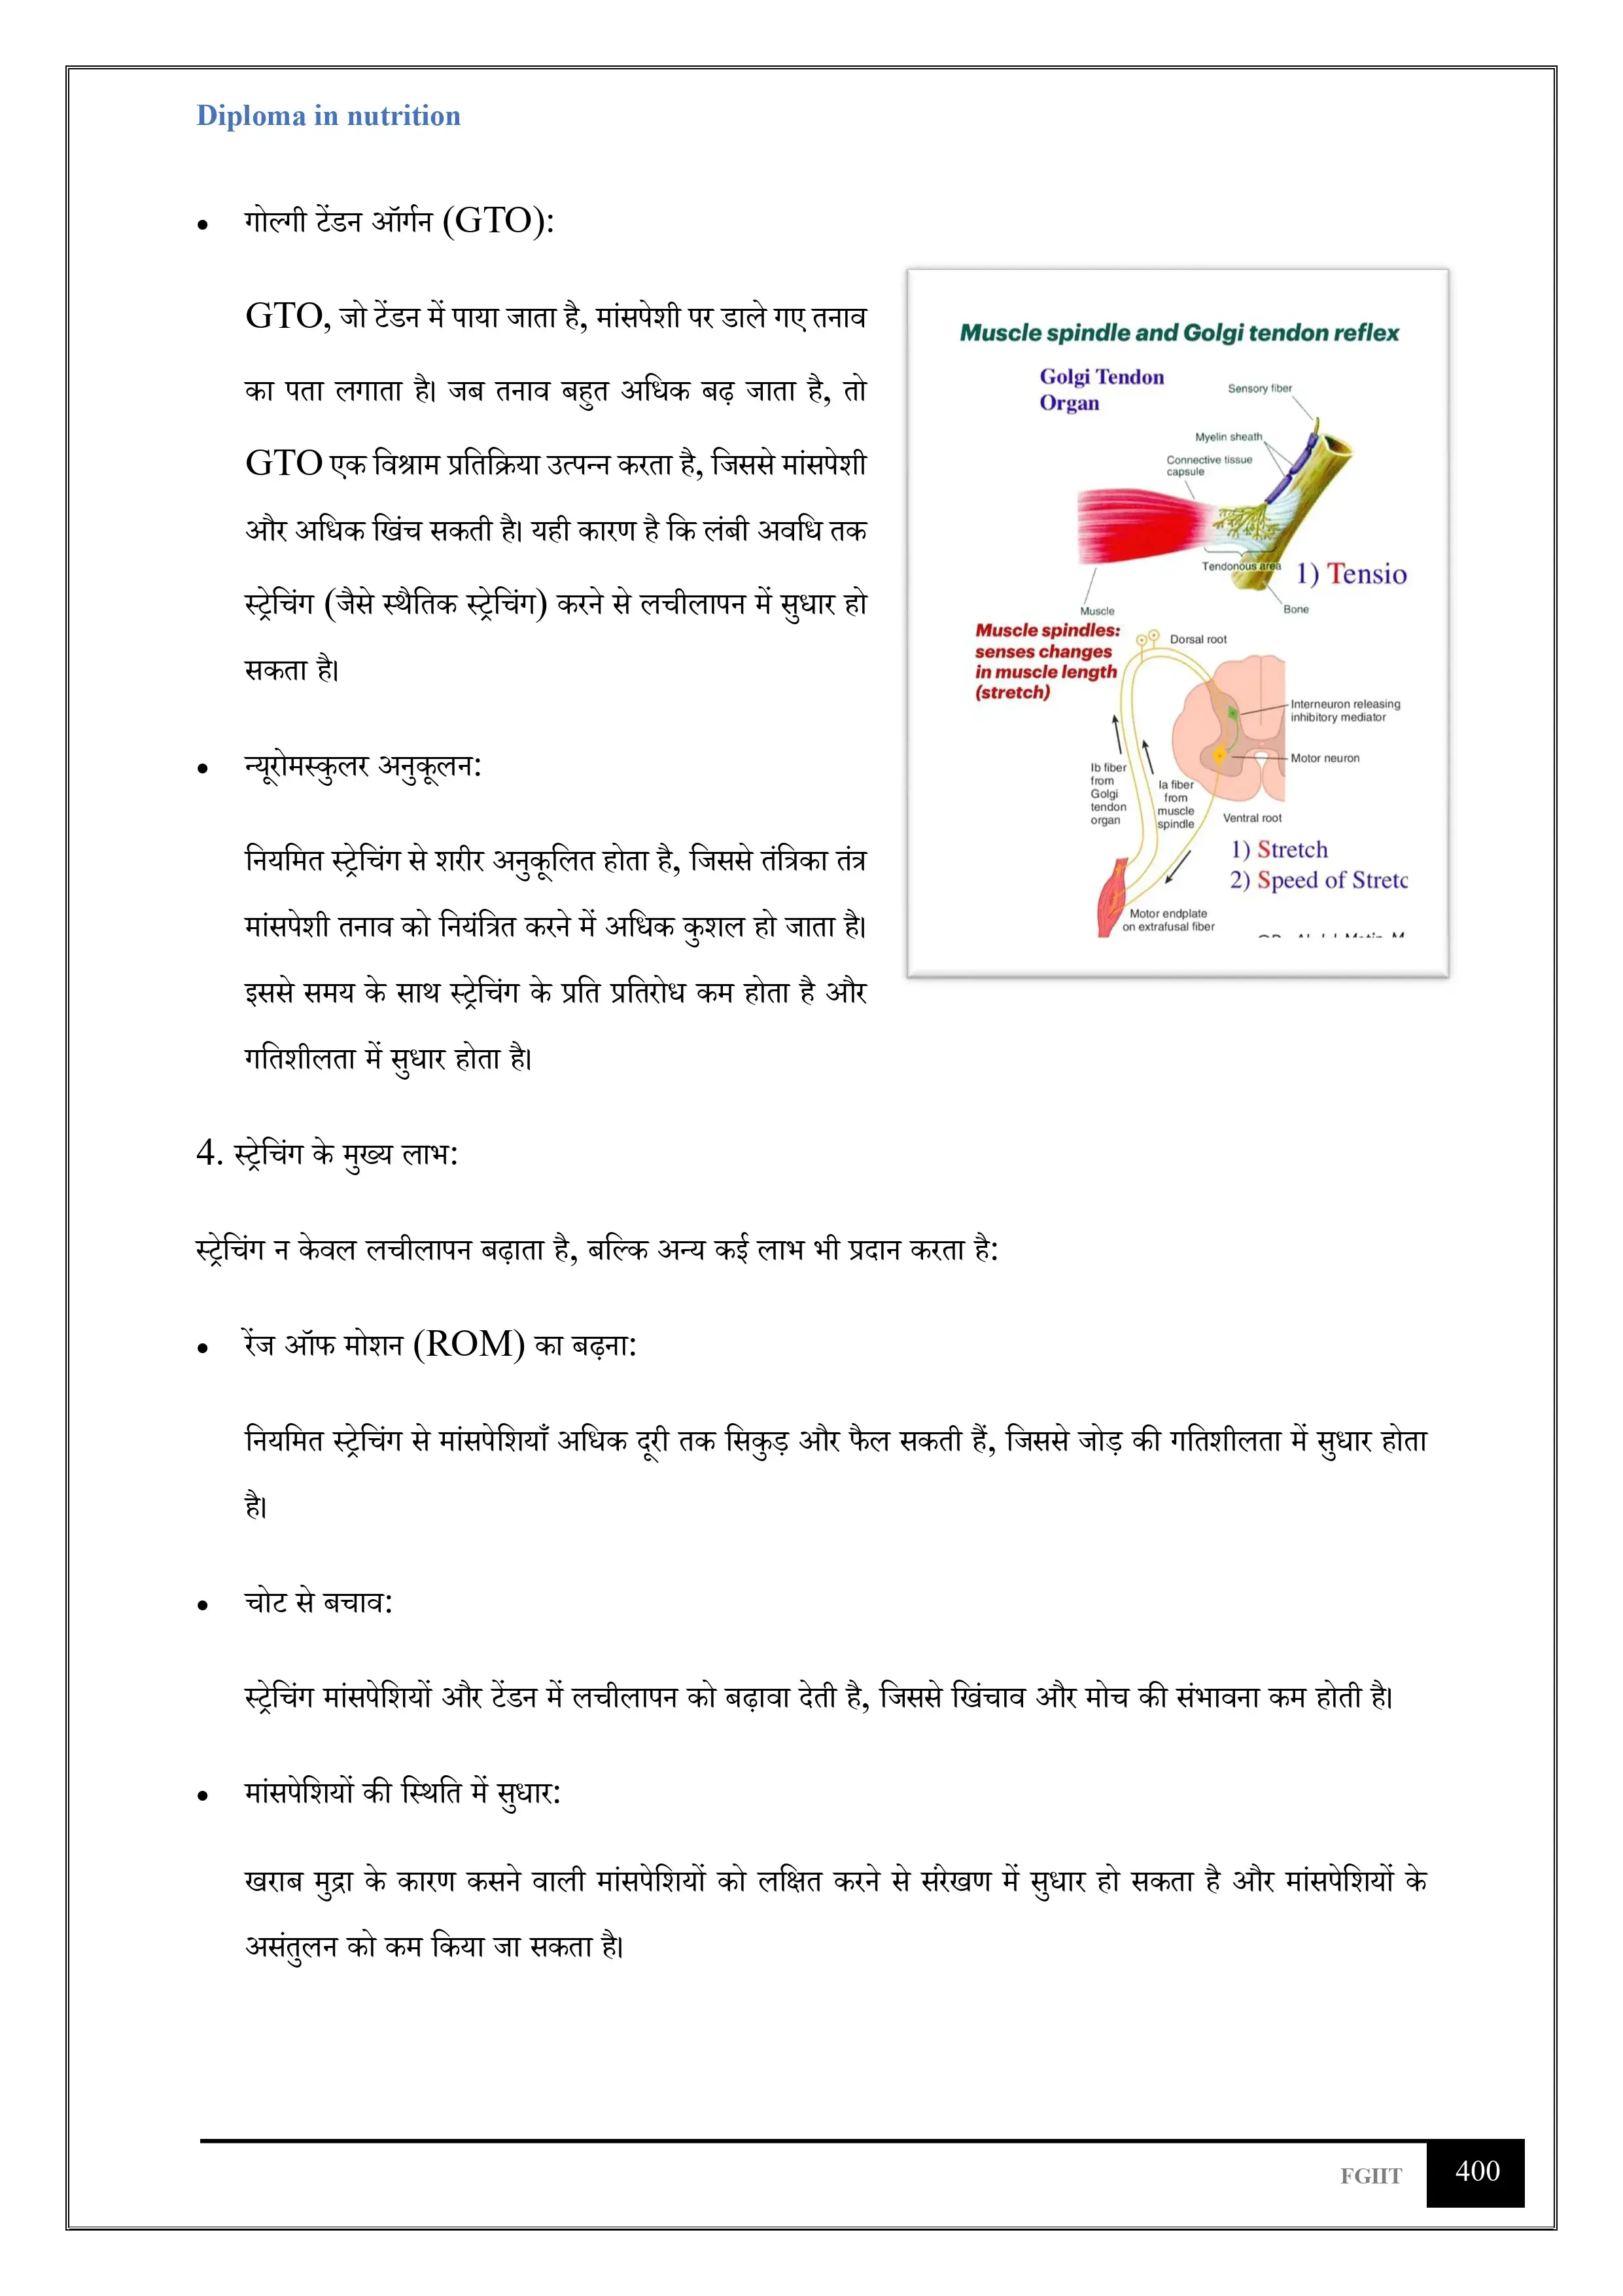 Diploma in nutrition
• गोल्गी टेंडन ऑर्गन (GTO):
GTO, जो टेंडन में पाया जाता है, मांसपेशी पर डाले गए तनाव
का पता लगाता है। जब तनाव बहुत अधिक बढ़ जाता है, तो
GTO एक विश्राम प्रतिक्रिया उत्पन्न करता है, जिससे मांसपेशी
और अधिक खिंच सकती है। यही कारण है कि लंबी अवधि तक
स्ट्रेचिंग (जैसे स्थैतिक स्ट्रेचिंग) करने से लचीलापन में सुधार हो
सकता है।
• न्यूरोमस्कुलर अनुकूलन:
नियमित स्ट्रेचिंग से शरीर अनुकूलित होता है, जिससे तंत्रिका तंत्र
मांसपेशी तनाव को नियंत्रित करने में अधिक कुशल हो जाता है।
इससे समय के साथ स्ट्रेचिंग के प्रति प्रतिरोध कम होता है और
गतिशीलता में सुधार होता है।
Muscle spindle and Golgi tendon reflex
Golgi Tendon
Organ
Sensory fiber
Myelin sheath
Connective tissue
capsule
Tendonous area
1) Tensio
Bone
Muscle
Muscle spindles:
senses changes
in muscle length
(stretch)
Dorsal root
Interneuron releasing
inhibitory mediator
Motor neuron
Ib fiber
from
Golgi
tendon
organ
Ia fiber
from
muscle
spindle
Ventral root
1) Stretch
2) Speed of Stretc
Motor endplate
on extrafusal fiber
4. स्ट्रेचिंग के मुख्य लाभ:
स्ट्रेचिंग न केवल लचीलापन बढ़ाता है, बल्कि अन्य कई लाभ भी प्रदान करता है:
• रेंज ऑफ मोशन (ROM) का बढ़ना:
नियमित स्ट्रेचिंग से मांसपेशियाँ अधिक दूरी तक सिकुड़ और फैल सकती हैं, जिससे जोड़ की गतिशीलता में सुधार होता
है।
• चोट से बचाव:
स्ट्रेचिंग मांसपेशियों और टेंडन में लचीलापन को बढ़ावा देती है, जिससे खिंचाव और मोच की संभावना कम होती है।
• मांसपेशियों की स्थिति में सुधार:
खराब मुद्रा के कारण कसने वाली मांसपेशियों को लक्षित करने से संरेखण में सुधार हो सकता है और मांसपेशियों के
असंतुलन को कम किया जा सकता है।
FGIIT 400